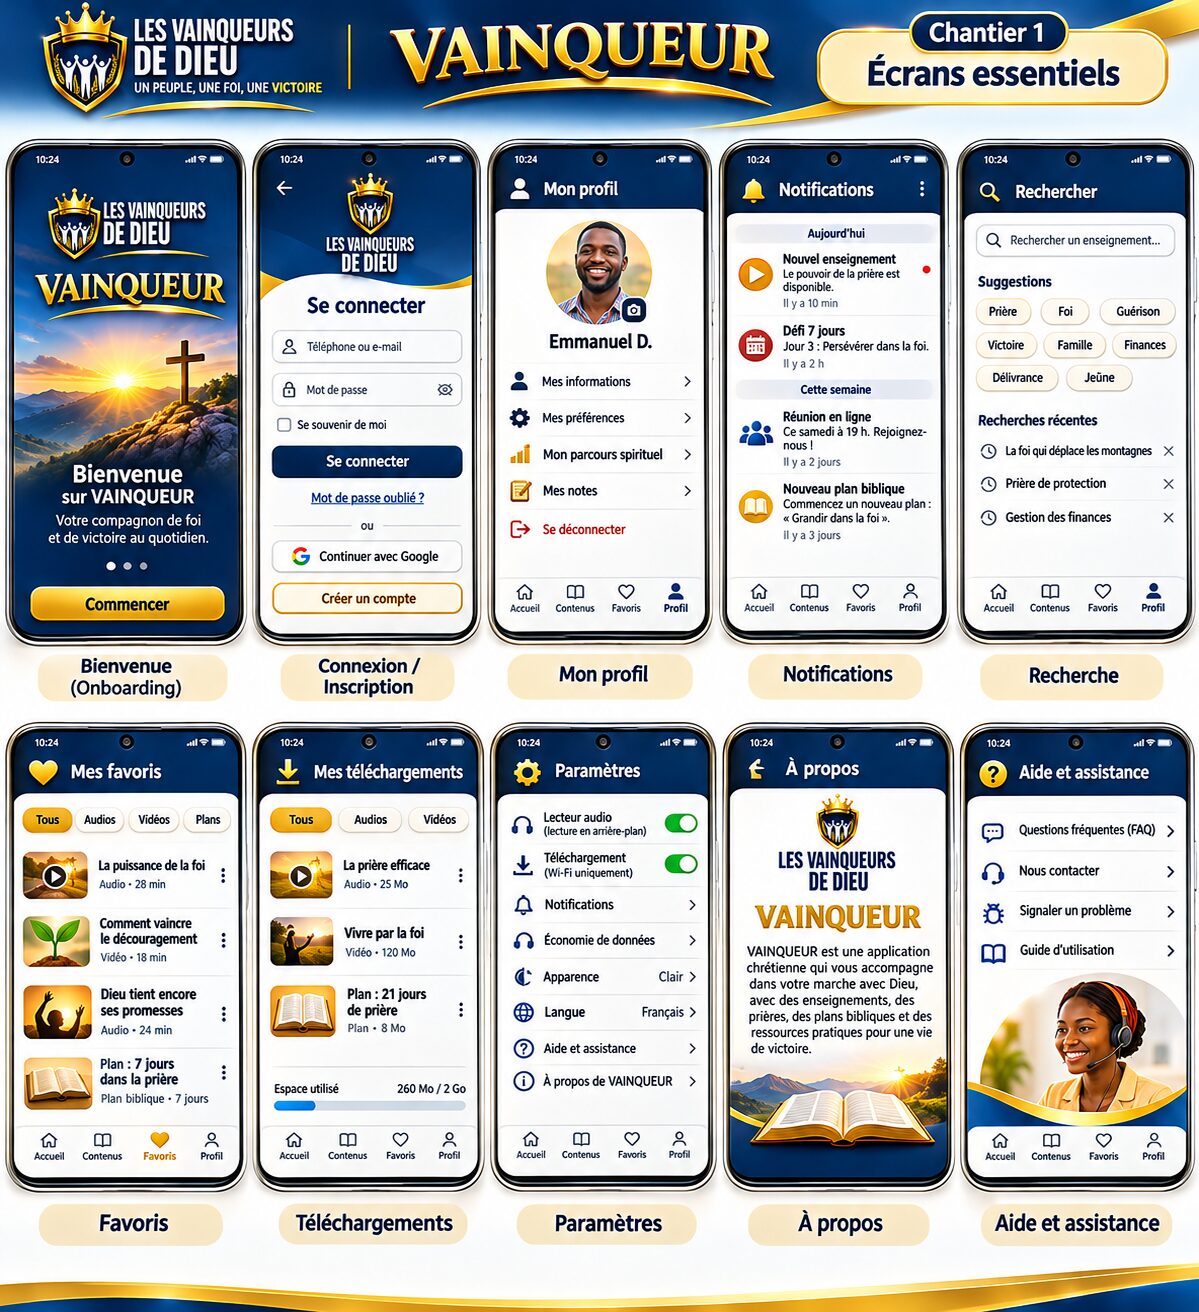 LES VAINQUEURS
DE DIEU
UN PEUPLE, UNE FOI, UNE VICTOIRE
VAINQUEUR
Chantier 1
Écrans essentiels
10:24
LES VAINQUEURS
DE DIEU
VAINQUEUR
Bienvenue
sur VAINQUEUR
Votre compagnon de foi
et de victoire au quotidien.
Commencer
Bienvenue
(Onboarding)
10:24
LES VAINQUEURS
DE DIEU
Se connecter
Téléphone ou e-mail
Mot de passe
Se souvenir de moi
Se connecter
Mot de passe oublié ?
ou
Continuer avec Google
Créer un compte
Connexion /
Inscription
10:24
Mon profil
Emmanuel D.
Mes informations
Mes préférences
Mon parcours spirituel
Mes notes
Se déconnecter
Accueil Contenus Favoris Profil
Mon profil
10:24
Notifications
Aujourd'hui
Nouvel enseignement
Le pouvoir de la prière est
disponible.
Il y a 10 min
Défi 7 jours
Jour 3 : Persévérer dans la foi.
Il y a 2 h
Cette semaine
Réunion en ligne
Ce samedi à 19 h. Rejoignez-
nous !
Il y a 2 jours
Nouveau plan biblique
Commencez un nouveau plan :
« Grandir dans la foi ».
Il y a 3 jours
Accueil Contenus Favoris Profil
Notifications
10:24
Rechercher
Rechercher un enseignement...
Suggestions
Prière Foi Guérison
Victoire Famille Finances
Délivrance Jeûne
Recherches récentes
La foi qui déplace les montagnes
Prière de protection
Gestion des finances
Accueil Contenus Favoris Profil
Recherche
10:24
Mes favoris
Tous Audios Vidéos Plans
La puissance de la foi
Audio • 28 min
Comment vaincre
le découragement
Vidéo • 18 min
Dieu tient encore
ses promesses
Audio • 24 min
Plan : 7 jours
dans la prière
Plan biblique • 7 jours
Accueil Contenus Favoris Profil
Favoris
10:24
Mes téléchargements
Tous Audios Vidéos
La prière efficace
Audio • 25 Mo
Vivre par la foi
Vidéo • 120 Mo
Plan : 21 jours
de prière
Plan • 8 Mo
Espace utilisé 260 Mo / 2 Go
Accueil Contenus Favoris Profil
Téléchargements
10:24
Paramètres
Lecteur audio
(lecture en arrière-plan)
Téléchargement
(Wi-Fi uniquement)
Notifications
Économie de données
Apparence Clair
Langue Français
Aide et assistance
À propos de VAINQUEUR
Accueil Contenus Favoris Profil
Paramètres
10:24
À propos
LES VAINQUEURS
DE DIEU
VAINQUEUR
VAINQUEUR est une application
chrétienne qui vous accompagne
dans votre marche avec Dieu,
avec des enseignements, des
prières, des plans bibliques et des
ressources pratiques pour une vie
de victoire.
À propos
10:24
Aide et assistance
Questions fréquentes (FAQ)
Nous contacter
Signaler un problème
Guide d'utilisation
Accueil Contenus Favoris Profil
Aide et assistance